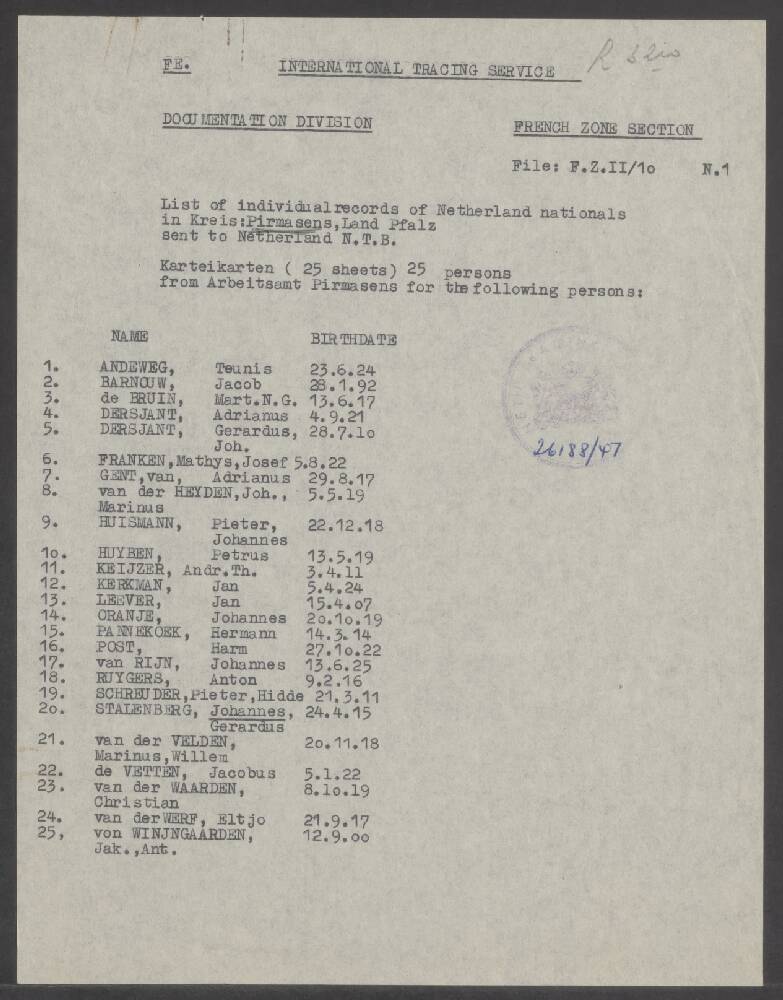 FE. INTERNATIONAL TRACING SERVICE
DOCUMENTATION DIVISION FRENCH ZONE SECTION
File: F.Z.II/1o N.1
List of individual records of Netherland nationals
in Kreis:Pirmasens,Land Pfalz
sent to Netherland N.T.B.
Karteikarten ( 25 sheets) 25 persons
from Arbeitsamt Pirmasens for the following persons:
NAME BIRTHDATE
1. ANDEWEG, Teunis 23.6.24
2. BARNOUW, Jacob 28.1.92
3. de BRUIN, Mart.N.G. 13.6.17
4. DERSJANT, Adrianus 4.9.21
5. DERSJANT, Gerardus, 28.7.1o
Joh.
6. FRANKEN,Mathys,Josef 5.8.22
7. GENT,van, Adrianus 29.8.17
8. van der HEYDEN,Joh., 5.5.19
Marinus
9. HUISMANN, Pieter, 22.12.18
Johannes
1o. HUYBEN, Petrus 13.5.19
11. KEIJZER, Andr.Th. 3.4.11
12. KERKMAN, Jan 5.4.24
13. LEEVER, Jan 15.4.o7
14. ORANJE, Johannes 2o.1o.19
15. PANNEKOEK, Hermann 14.3.14
16. POST, Harm 27.1o.22
17. van RIJN, Johannes 13.6.25
18. RUYGERS, Anton 9.2.16
19. SCHREUDER,Pieter,Hidde 21.3.11
2o. STALENBERG, Johannes, 24.4.15
Gerardus
21. van der VELDEN, 2o.11.18
Marinus,Willem
22. de VETTEN, Jacobus 5.1.22
23. van der WAARDEN, 8.1o.19
Christian
24. van derWERF, Eltjo 21.9.17
25, von WINJNGAARDEN, 12.9.oo
Jak.,Ant.
26188/47